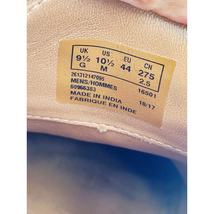 UK US EU CN
9½ 10½ 44 275
G M 2.5
261312147095
MENS/HOMMES 16501
60966383
MADE IN INDIA 18/17
FABRIQUE EN INDE